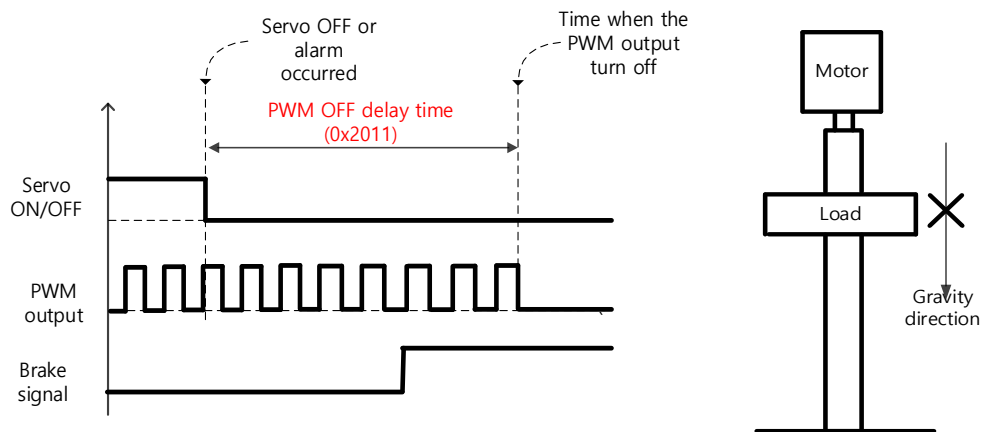 Servo OFF or
alarm
occurred
Time when the
PWM output
turn off
PWM OFF delay time
(0x2011)
Servo
ON/OFF
PWM
output
Brake
signal
Motor
Load
Gravity
direction